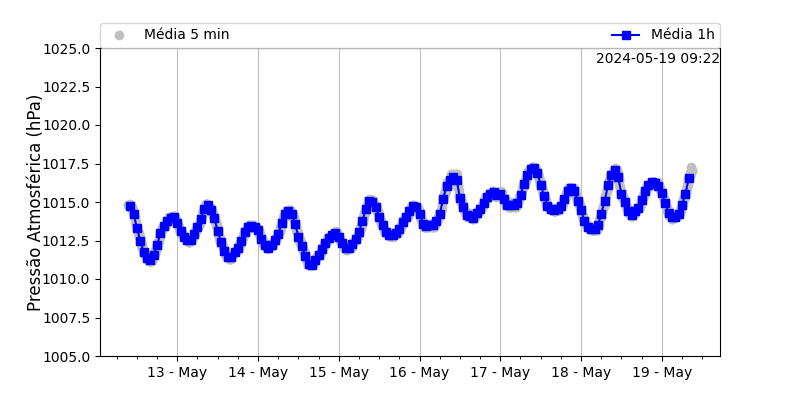 Média 5 min
Média 1h
2024-05-19 09:22
Pressão Atmosférica (hPa)
1025.0
1022.5
1020.0
1017.5
1015.0
1012.5
1010.0
1007.5
1005.0
13 - May
14 - May
15 - May
16 - May
17 - May
18 - May
19 - May